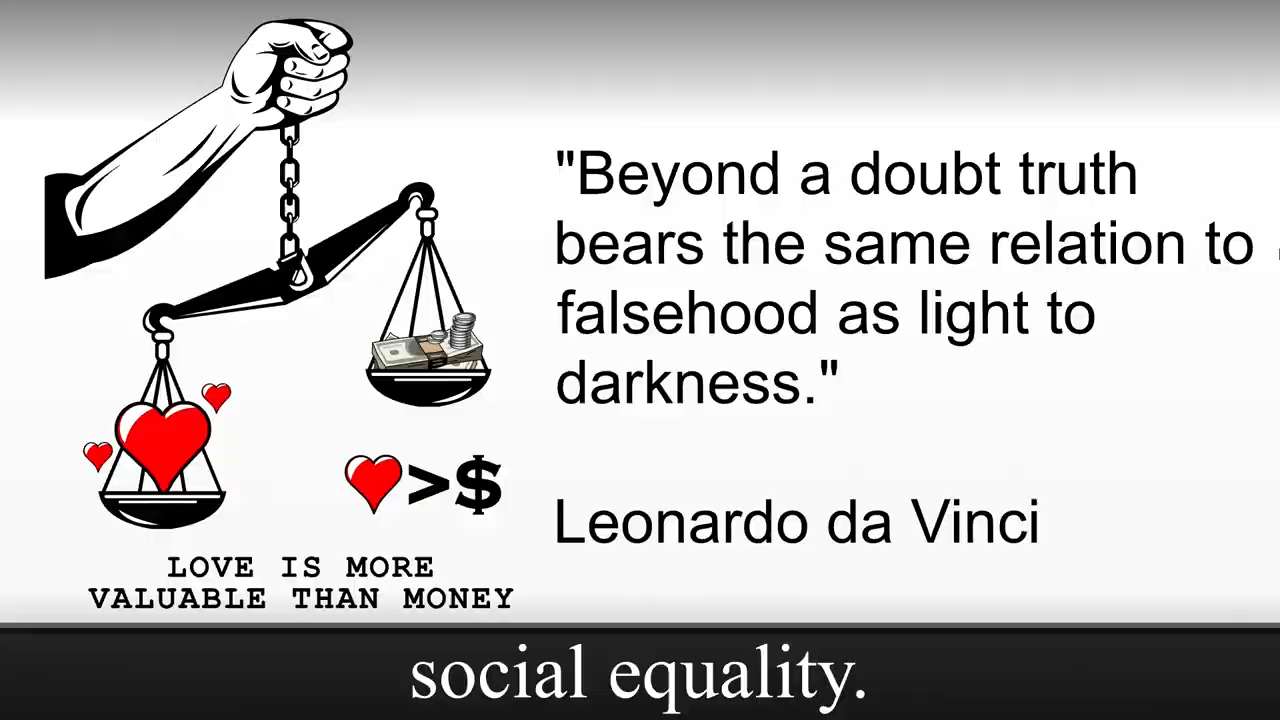 "Beyond a doubt truth
bears the same relation to
falsehood as light to
darkness."
Leonardo da Vinci
>$
LOVE IS MORE
VALUABLE THAN MONEY
social equality.